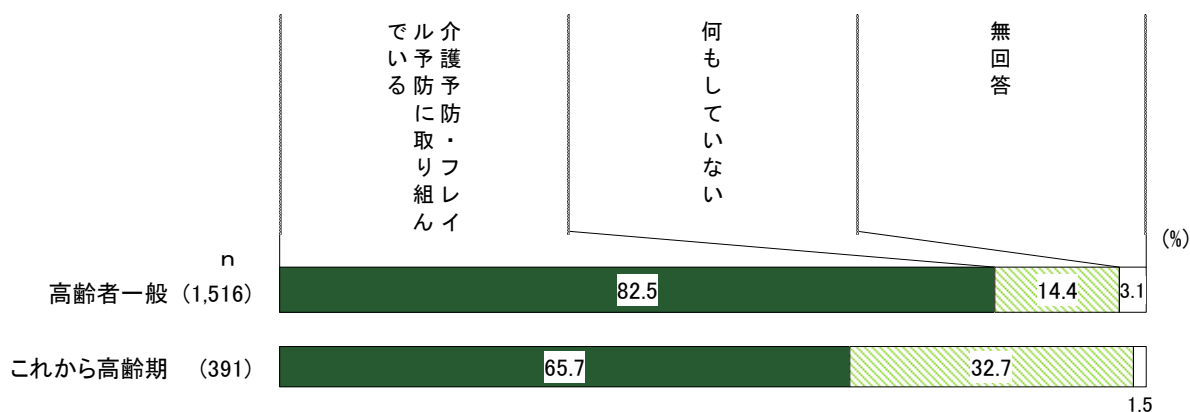 介護予防・フレイ
ル予防に取り組ん
でいる
何もしていない
無回答
(%)
n
高齢者一般 (1,516)
82.5
14.4
3.1
これから高齢期 (391)
65.7
32.7
1.5